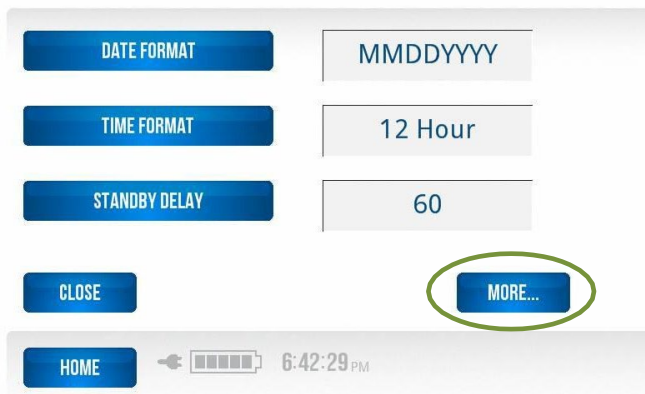 DATE FORMAT MMDDYYYY
TIME FORMAT 12 Hour
STANDBY DELAY 60
CLOSE MORE...
HOME 6:42:29 PM